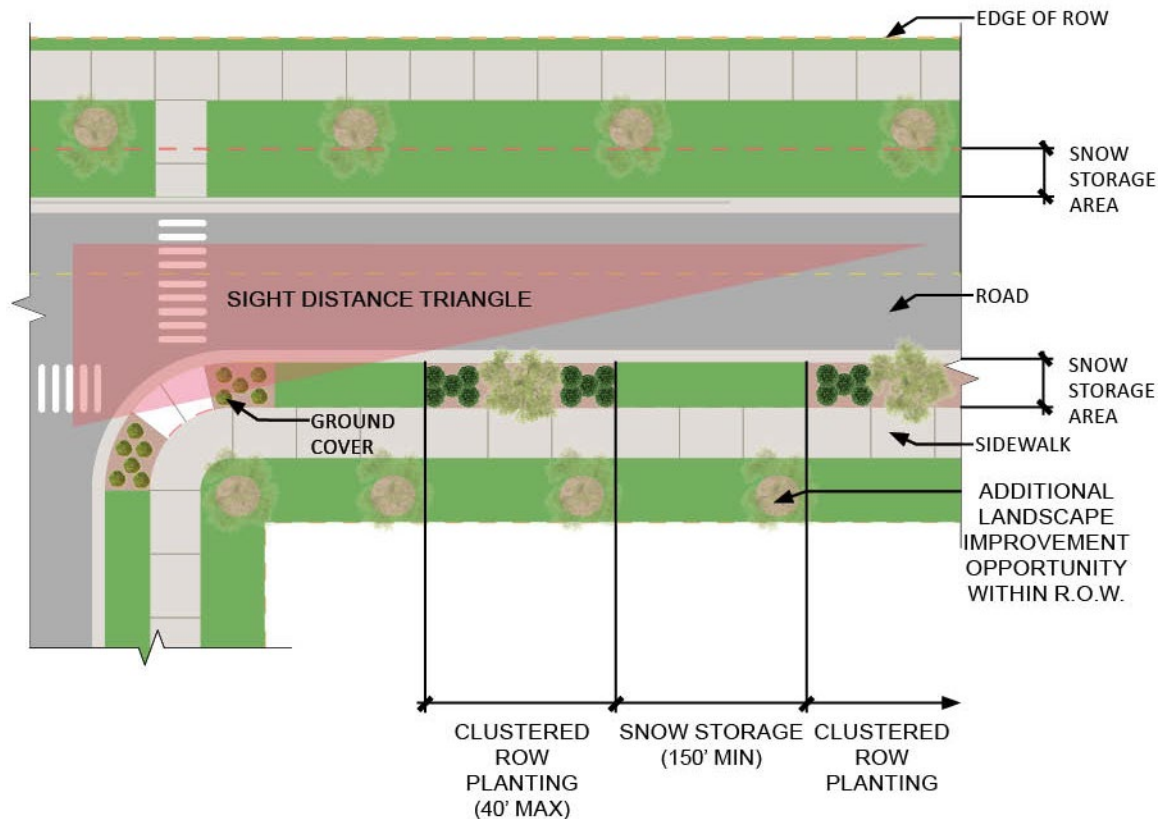 EDGE OF ROW
SNOW
STORAGE
AREA
SIGHT DISTANCE TRIANGLE
ROAD
SNOW
STORAGE
AREA
GROUND
COVER
SIDEWALK
ADDITIONAL
LANDSCAPE
IMPROVEMENT
OPPORTUNITY
WITHIN R.O.W.
CLUSTERED
ROW
PLANTING
(40' MAX)
SNOW STORAGE
(150' MIN)
CLUSTERED
ROW
PLANTING